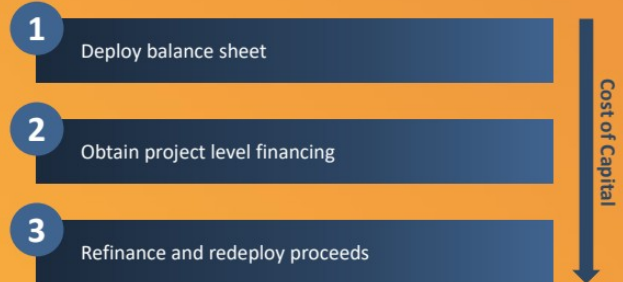 1
Deploy balance sheet
2
Obtain project level financing
3
Refinance and redeploy proceeds
Cost of Capital